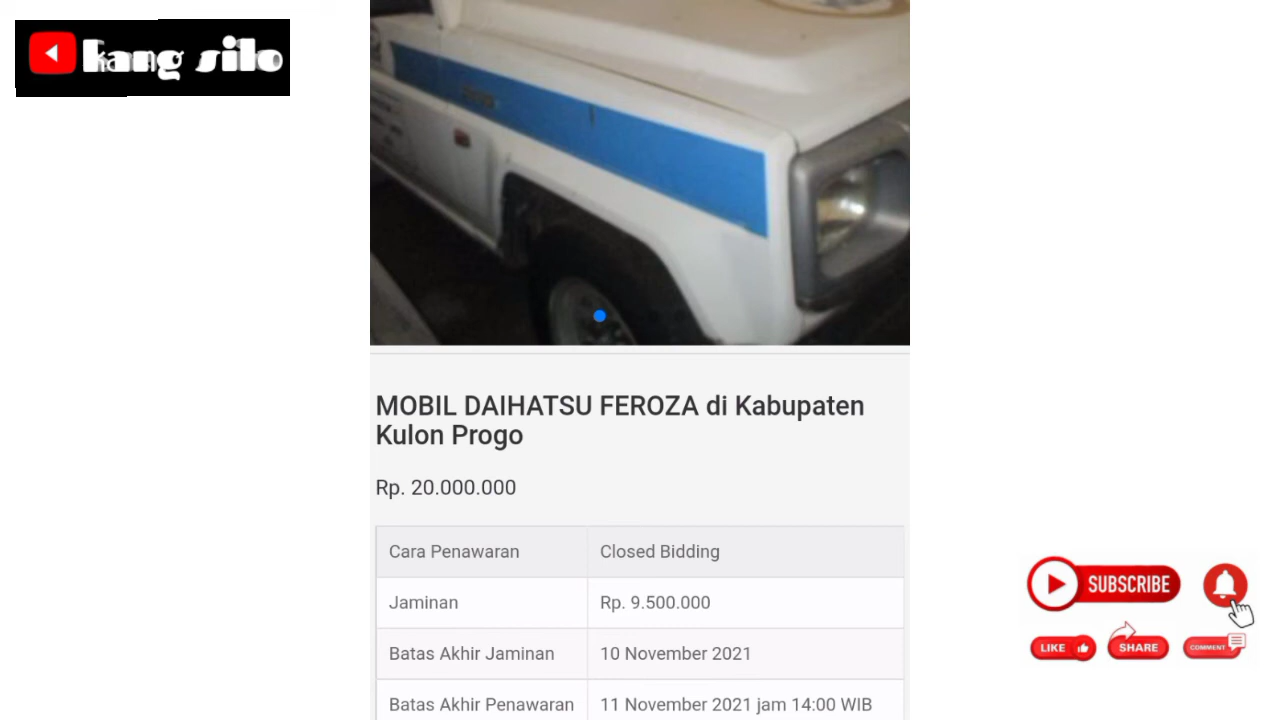 kang silo
MOBIL DAIHATSU FEROZA di Kabupaten
Kulon Progo
Rp. 20.000.000
Cara Penawaran Closed Bidding
Jaminan Rp. 9.500.000
Batas Akhir Jaminan 10 November 2021
Batas Akhir Penawaran 11 November 2021 jam 14:00 WIB
SUBSCRIBE
LIKE SHARE COMMENT